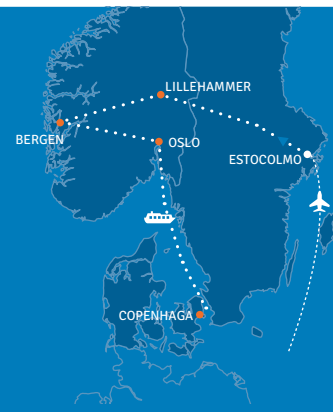 LILLEHAMMER
BERGEN
OSLO
ESTOCOLMO
COPENHAGA